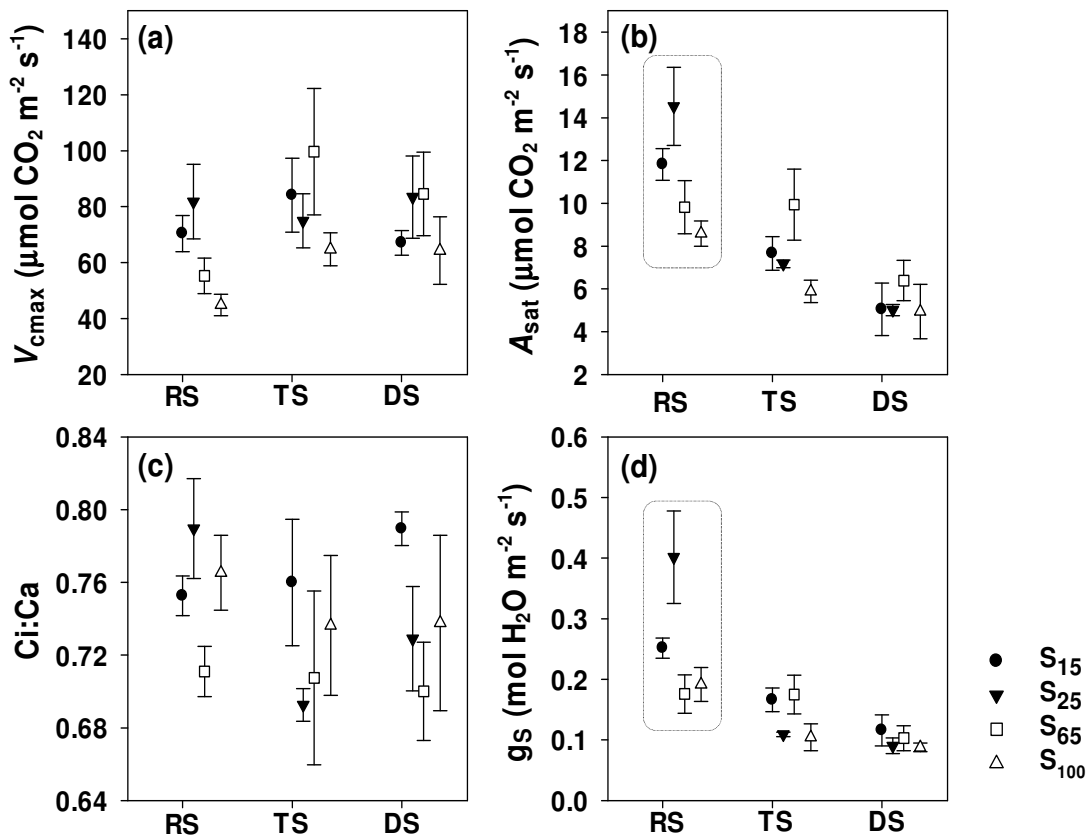 (a)
V_cmax (μmol CO₂ m⁻² s⁻¹)
140
120
100
80
60
40
20
RS TS DS
(b)
A_sat (μmol CO₂ m⁻² s⁻¹)
18
16
14
12
10
8
6
4
2
RS TS DS
(c)
Ci:Ca
0.84
0.80
0.76
0.72
0.68
0.64
RS TS DS
(d)
g_S (mol H₂O m⁻² s⁻¹)
0.6
0.5
0.4
0.3
0.2
0.1
0.0
RS TS DS
S₁₅
S₂₅
S₆₅
S₁₀₀